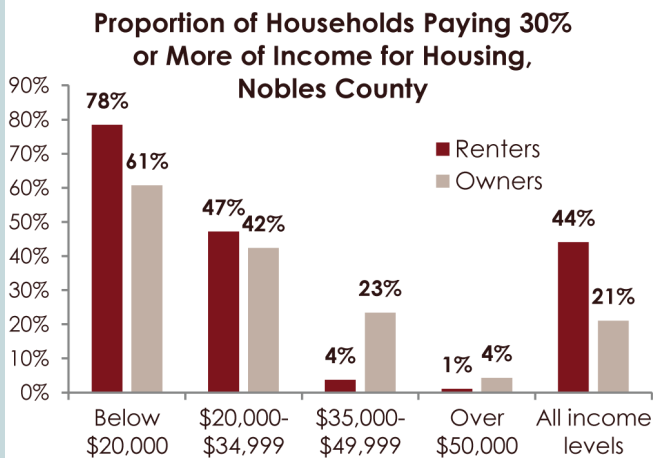 Proportion of Households Paying 30%
or More of Income for Housing,
Nobles County
90%
80%
70%
60%
50%
40%
30%
20%
10%
0%
78%
61%
47%
42%
4%
23%
1%
4%
44%
21%
Renters
Owners
Below
$20,000
$20,000-
$34,999
$35,000-
$49,999
Over
$50,000
All income
levels